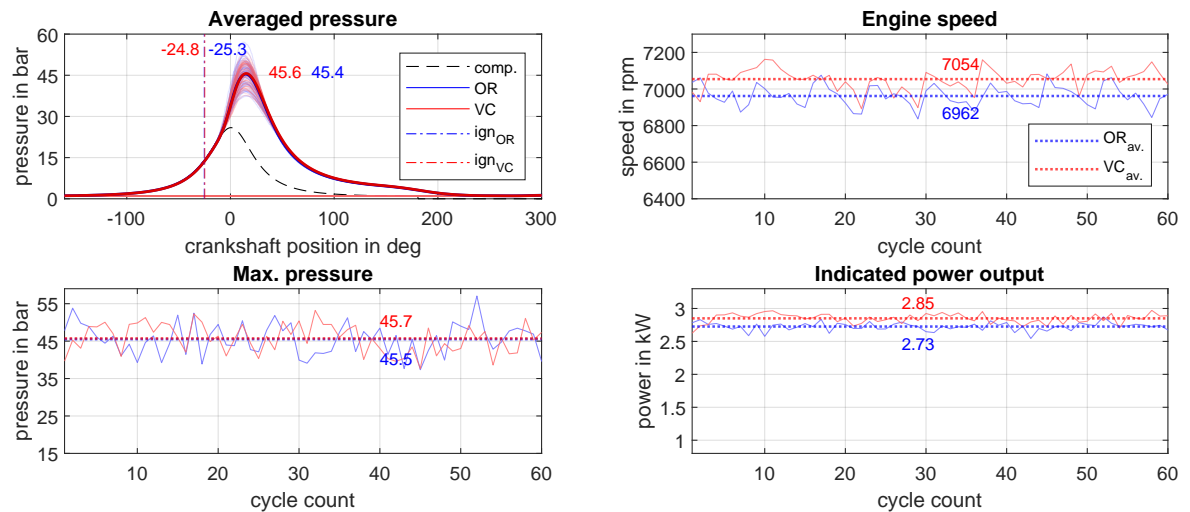 Averaged pressure
pressure in bar
60
45
30
15
0
-24.8
-25.3
45.6
45.4
comp.
OR
VC
ign_OR
ign_VC
-100
0
100
200
300
crankshaft position in deg
Engine speed
speed in rpm
7200
7000
6800
6600
6400
7054
6962
OR_av.
VC_av.
10
20
30
40
50
60
cycle count
Max. pressure
pressure in bar
55
45
35
25
15
45.7
45.5
10
20
30
40
50
60
cycle count
Indicated power output
power in kW
3
2.5
2
1.5
1
2.85
2.73
10
20
30
40
50
60
cycle count